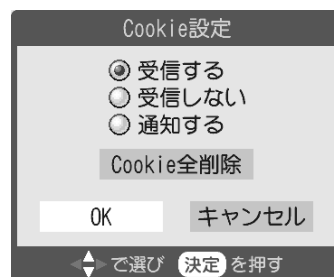 Cookie設定
受信する
受信しない
通知する
Cookie全削除
OK キャンセル
で選び 決定 を押す